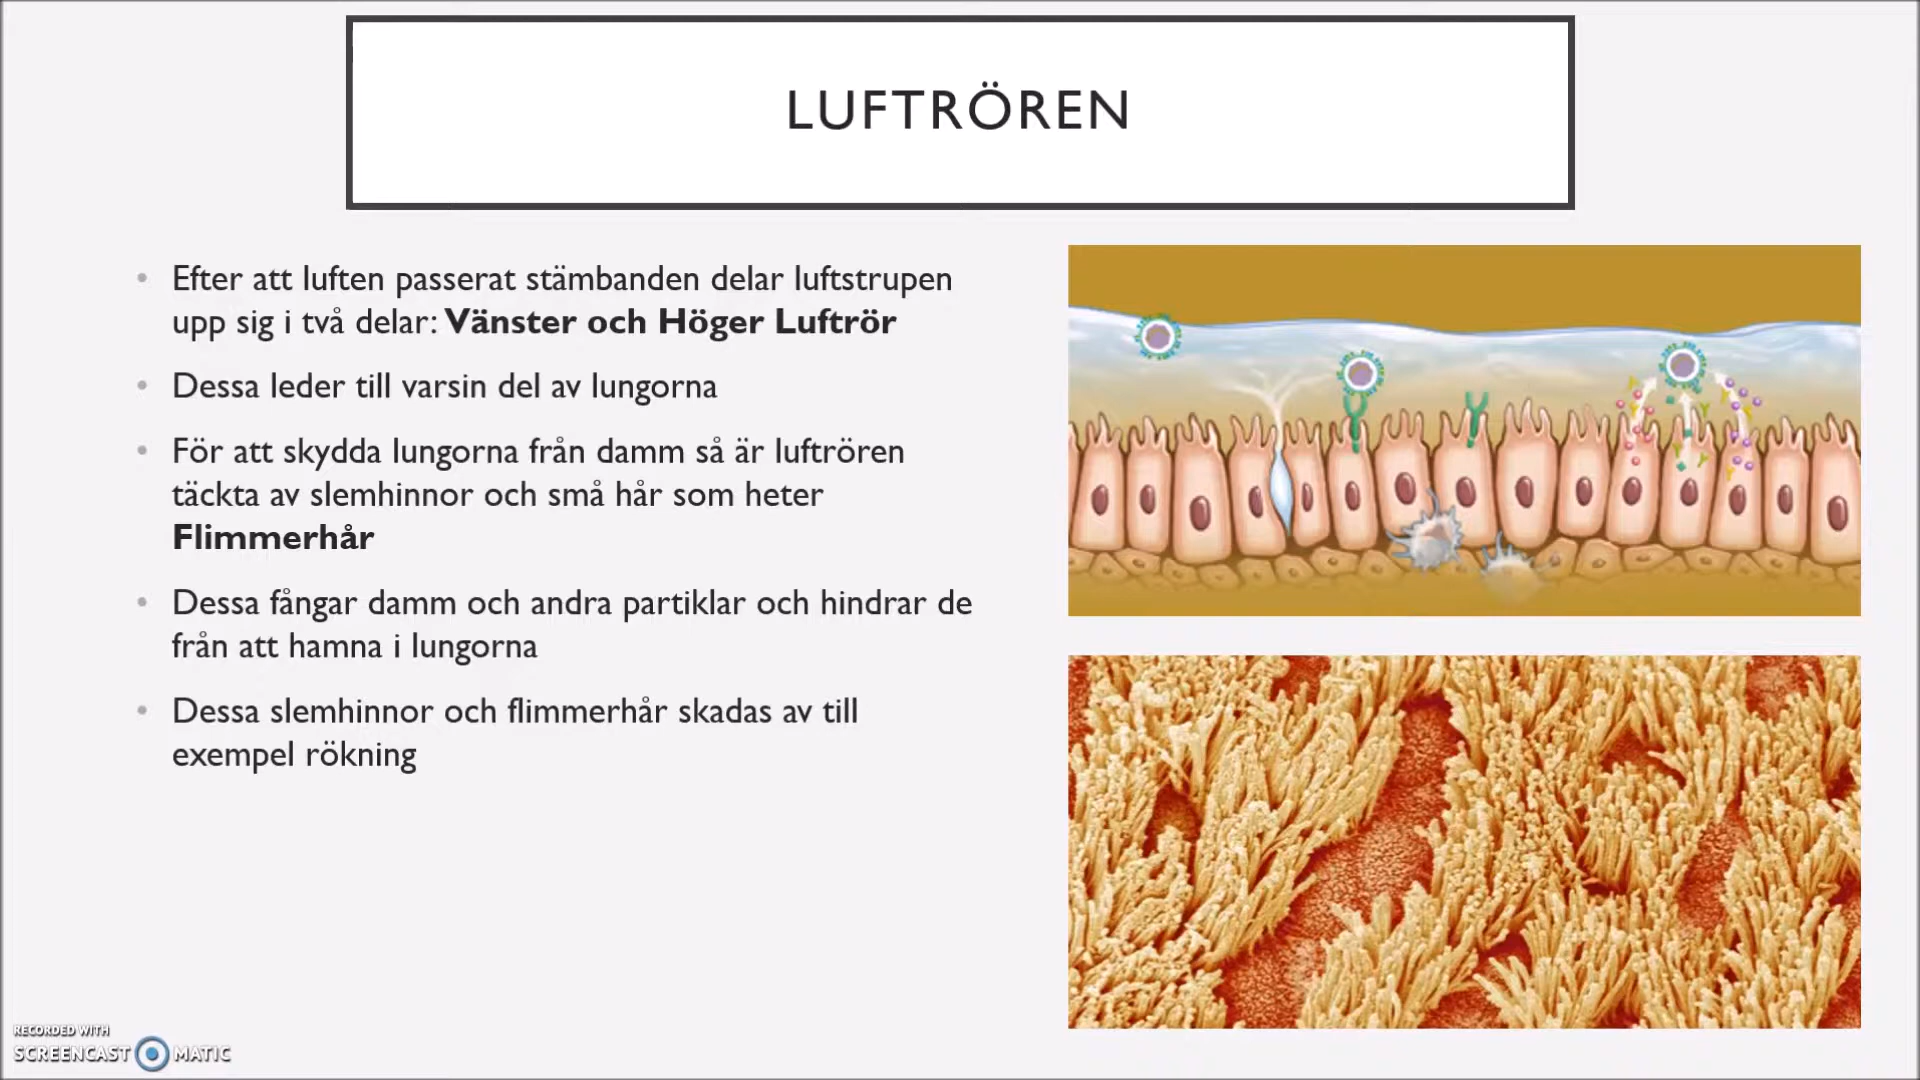 LUFTRÖREN
• Efter att luften passerat stämbanden delar luftstrupen
upp sig i två delar: Vänster och Höger Luftrör
• Dessa leder till varsin del av lungorna
• För att skydda lungorna från damm så är luftrören
täckta av slemhinnor och små hår som heter
Flimmerhår
• Dessa fångar damm och andra partiklar och hindrar de
från att hamna i lungorna
• Dessa slemhinnor och flimmerhår skadas av till
exempel rökning
RECORDED WITH
SCREENCAST MATIC